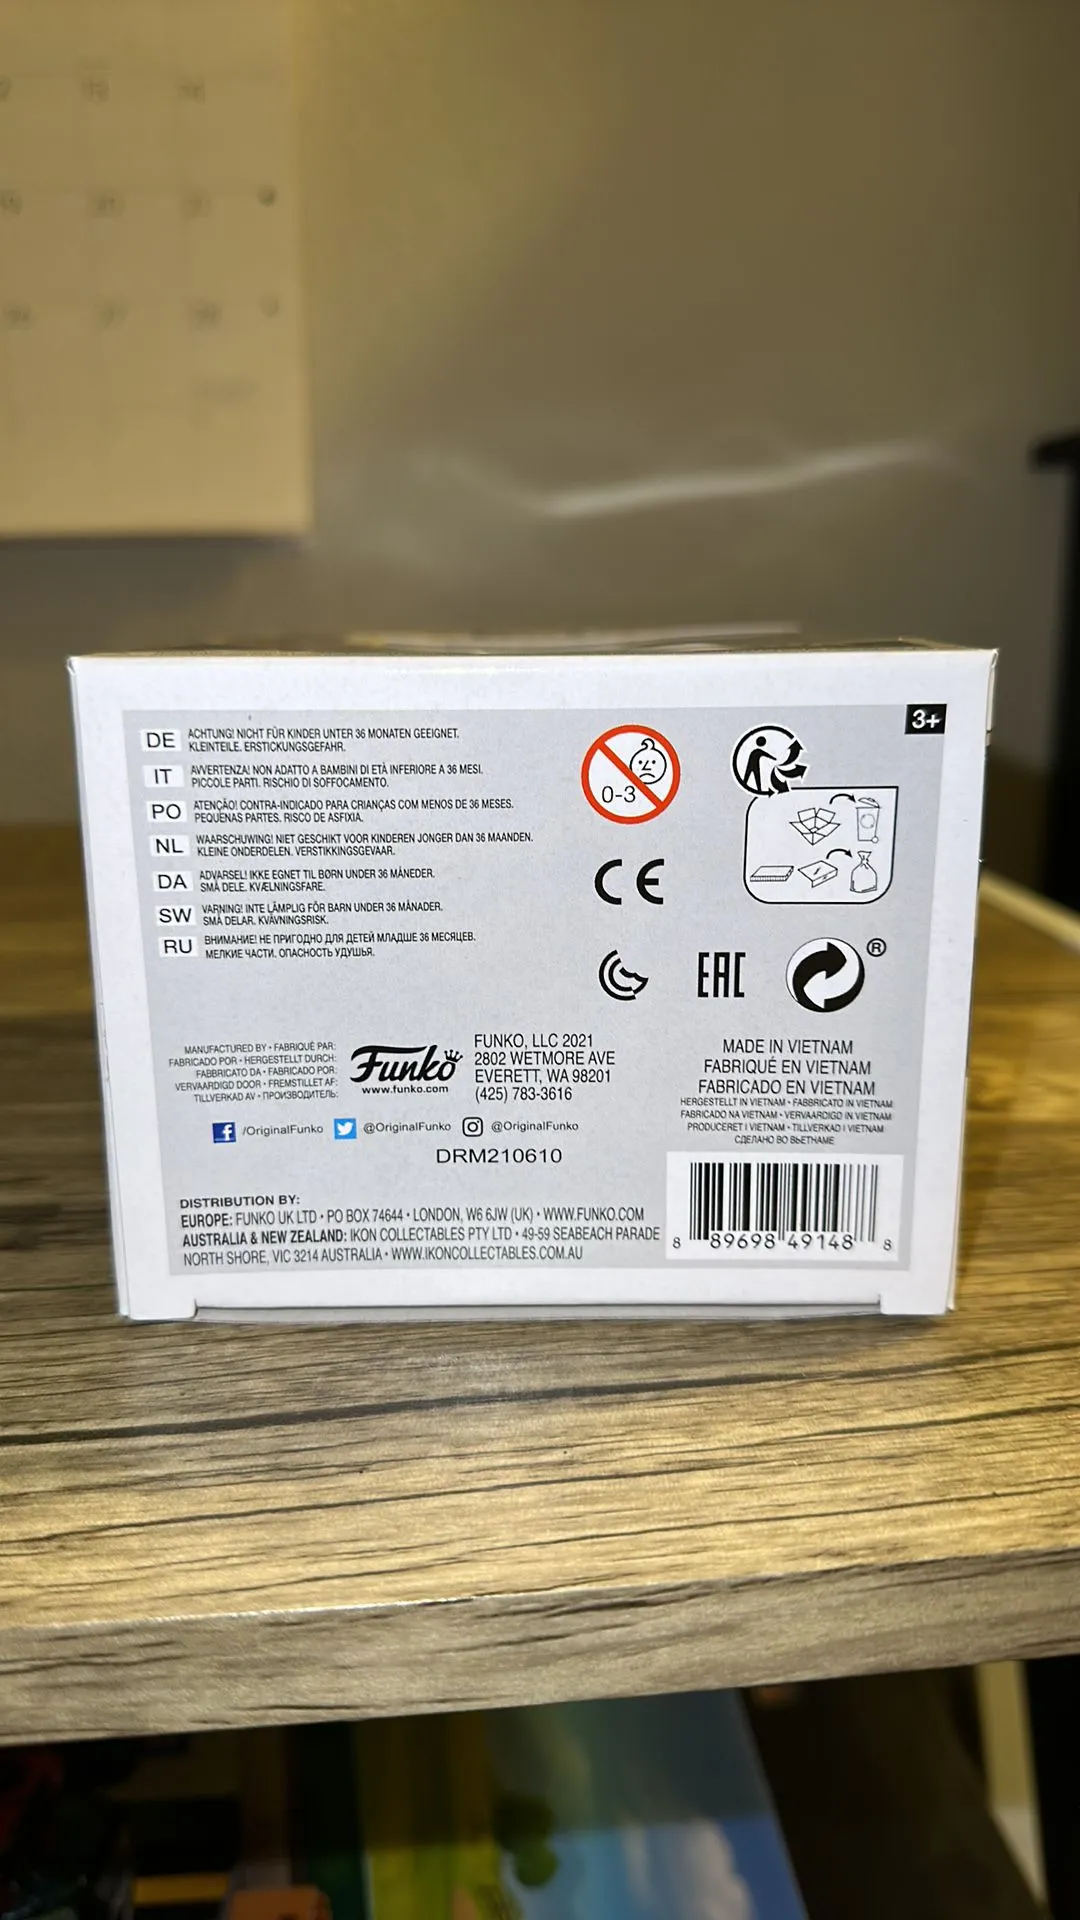 12 13 14
19 20 21
26 27 28
3+
DE ACHTUNG! NICHT FÜR KINDER UNTER 36 MONATEN GEEIGNET.
KLEINTEILE. ERSTICKUNGSGEFAHR.
IT AVVERTENZA! NON ADATTO A BAMBINI DI ETÀ INFERIORE A 36 MESI.
PICCOLE PARTI. RISCHIO DI SOFFOCAMENTO.
PO ATENÇÃO! CONTRA-INDICADO PARA CRIANÇAS COM MENOS DE 36 MESES.
PEQUENAS PARTES. RISCO DE ASFIXIA.
NL WAARSCHUWING! NIET GESCHIKT VOOR KINDEREN JONGER DAN 36 MAANDEN.
KLEINE ONDERDELEN. VERSTIKKINGSGEVAAR.
DA ADVARSEL! IKKE EGNET TIL BØRN UNDER 36 MÅNEDER.
SMÅ DELE. KVÆLNINGSFARE.
SW VARNING! INTE LÄMPLIG FÖR BARN UNDER 36 MÅNADER.
SMÅ DELAR. KVÄVNINGSRISK.
RU ВНИМАНИЕ! НЕ ПРИГОДНО ДЛЯ ДЕТЕЙ МЛАДШЕ 36 МЕСЯЦЕВ.
МЕЛКИЕ ЧАСТИ. ОПАСНОСТЬ УДУШЬЯ.
0-3
CE
EAC
®
MANUFACTURED BY • FABRIQUÉ PAR:
FABRICADO POR • HERGESTELLT DURCH:
FABBRICATO DA • FABRICADO POR:
VERVAARDIGD DOOR • FREMSTILLET AF:
TILLVERKAD AV • ПРОИЗВОДИТЕЛЬ:
Funko
www.funko.com
FUNKO, LLC 2021
2802 WETMORE AVE
EVERETT, WA 98201
(425) 783-3616
/OriginalFunko @OriginalFunko @OriginalFunko
DRM210610
MADE IN VIETNAM
FABRIQUÉ EN VIETNAM
FABRICADO EN VIETNAM
HERGESTELLT IN VIETNAM • FABBRICATO IN VIETNAM
FABRICADO NA VIETNAM • VERVAARDIGD IN VIETNAM
PRODUCERET I VIETNAM • TILLVERKAD I VIETNAM
СДЕЛАНО ВО ВЬЕТНАМЕ
DISTRIBUTION BY:
EUROPE: FUNKO UK LTD • PO BOX 74644 • LONDON, W6 6JW (UK) • WWW.FUNKO.COM
AUSTRALIA & NEW ZEALAND: IKON COLLECTABLES PTY LTD • 49-59 SEABEACH PARADE
NORTH SHORE, VIC 3214 AUSTRALIA • WWW.IKONCOLLECTABLES.COM.AU
8 89698 49148 8